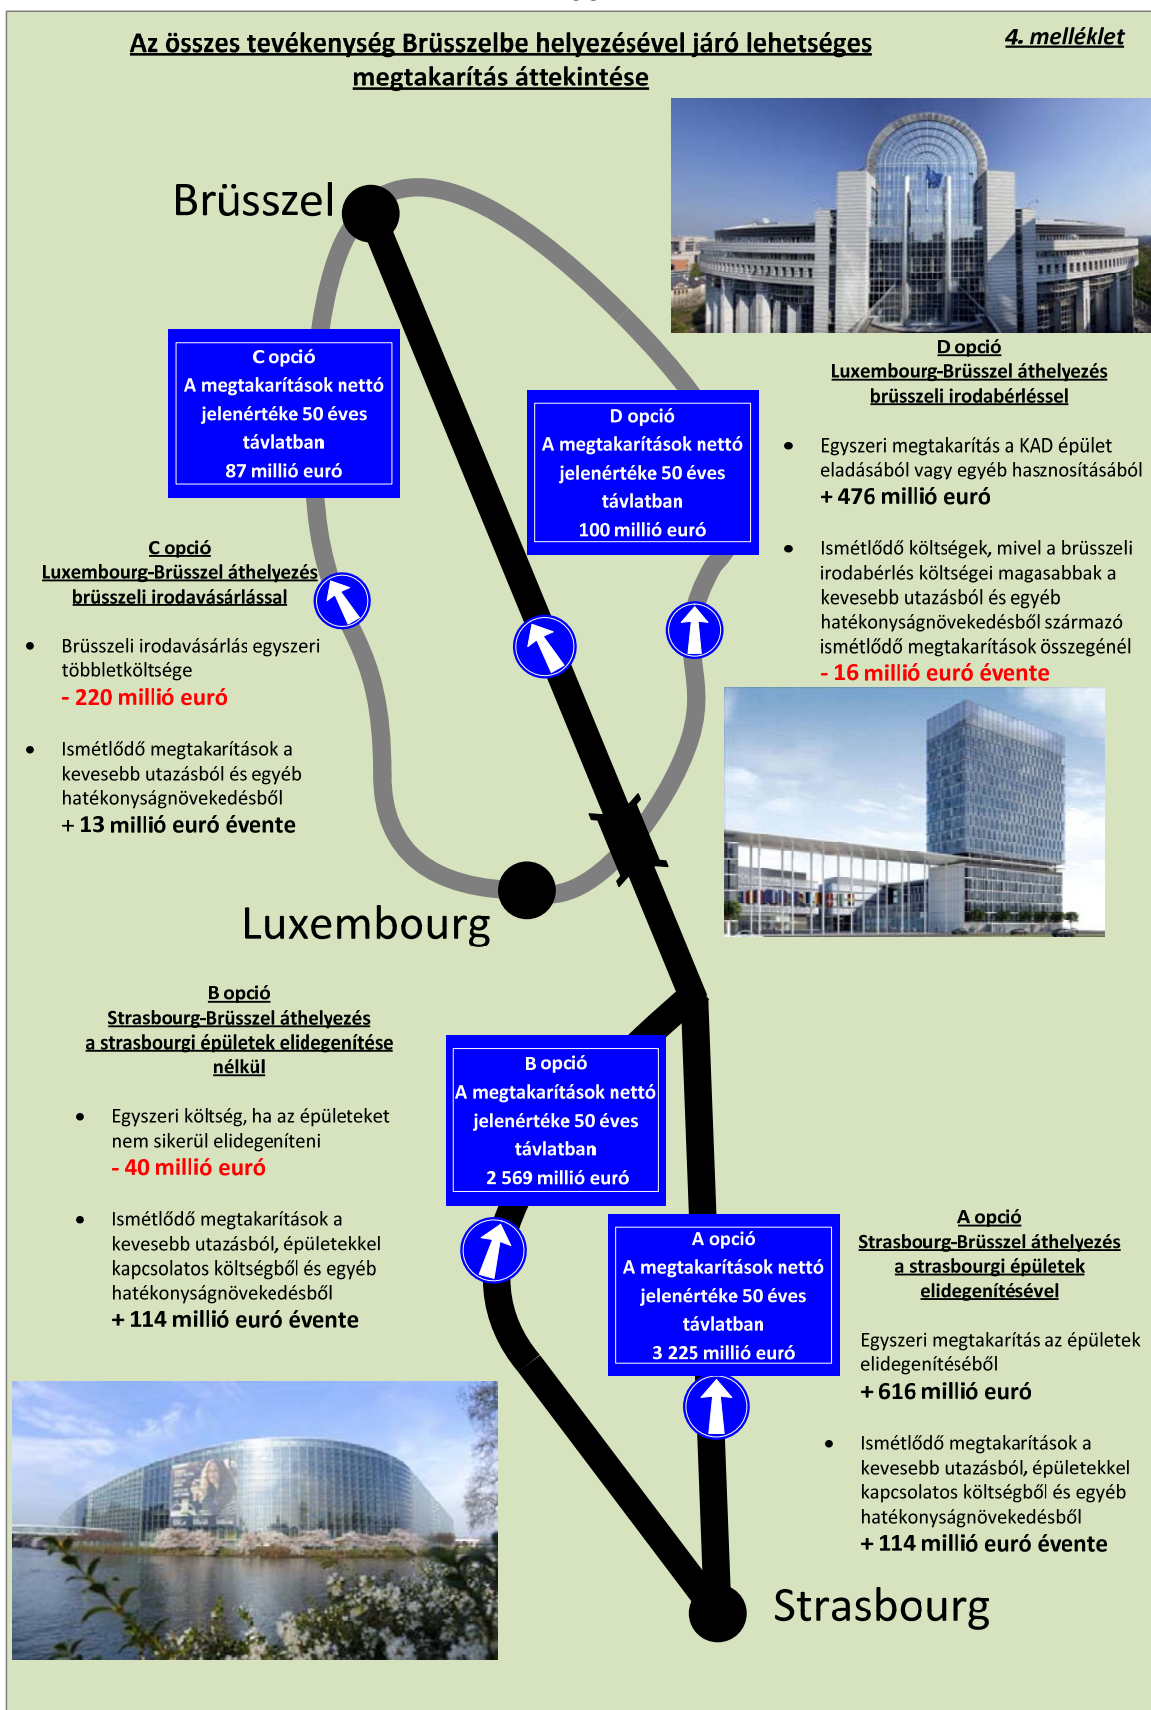 Az összes tevékenység Brüsszelbe helyezésével járó lehetséges
megtakarítás áttekintése
4. melléklet
Brüsszel
C opció
A megtakarítások nettó
jelenértéke 50 éves
távlatban
87 millió euró
D opció
A megtakarítások nettó
jelenértéke 50 éves
távlatban
100 millió euró
D opció
Luxembourg-Brüsszel áthelyezés
brüsszeli irodabérléssel
• Egyszeri megtakarítás a KAD épület
eladásából vagy egyéb hasznosításából
+ 476 millió euró
• Ismétlődő költségek, mivel a brüsszeli
irodabérlés költségei magasabbak a
kevesebb utazásból és egyéb
hatékonyságnövekedésből származó
ismétlődő megtakarítások összegénél
- 16 millió euró évente
C opció
Luxembourg-Brüsszel áthelyezés
brüsszeli irodavásárlással
• Brüsszeli irodavásárlás egyszeri
többletköltsége
- 220 millió euró
• Ismétlődő megtakarítások a
kevesebb utazásból és egyéb
hatékonyságnövekedésből
+ 13 millió euró évente
Luxembourg
B opció
Strasbourg-Brüsszel áthelyezés
a strasbourgi épületek elidegenítése
nélkül
• Egyszeri költség, ha az épületeket
nem sikerül elidegeníteni
- 40 millió euró
• Ismétlődő megtakarítások a
kevesebb utazásból, épületekkel
kapcsolatos költségből és egyéb
hatékonyságnövekedésből
+ 114 millió euró évente
B opció
A megtakarítások nettó
jelenértéke 50 éves
távlatban
2 569 millió euró
A opció
A megtakarítások nettó
jelenértéke 50 éves
távlatban
3 225 millió euró
A opció
Strasbourg-Brüsszel áthelyezés
a strasbourgi épületek
elidegenítésével
Egyszeri megtakarítás az épületek
elidegenítéséből
+ 616 millió euró
• Ismétlődő megtakarítások a
kevesebb utazásból, épületekkel
kapcsolatos költségből és egyéb
hatékonyságnövekedésből
+ 114 millió euró évente
Strasbourg